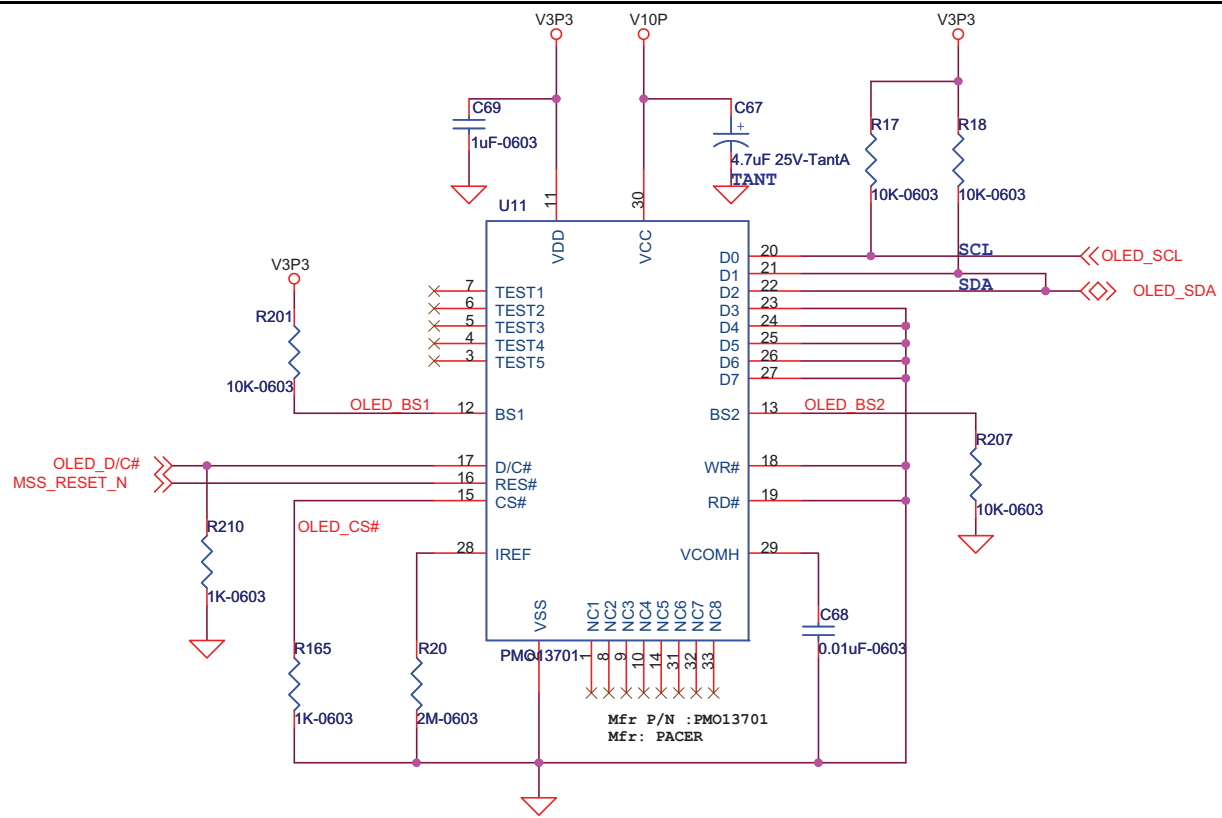 V3P3
V10P
V3P3
C69
1uF-0603
C67
+
4.7uF 25V-TantA
TANT
R17
R18
10K-0603
10K-0603
U11
11
30
VDD
VCC
V3P3
R201
10K-0603
7
TEST1
6
TEST2
5
TEST3
4
TEST4
3
TEST5
D0
20
SCL
OLED_SCL
D1
21
D2
22
SDA
OLED_SDA
D3
23
D4
24
D5
25
D6
26
D7
27
OLED_BS1
12
BS1
BS2
13
OLED_BS2
R207
10K-0603
OLED_D/C#
17
D/C#
WR#
18
MSS_RESET_N
16
RES#
15
CS#
RD#
19
OLED_CS#
R210
1K-0603
28
IREF
VCOMH
29
VSS
NC1
NC2
NC3
NC4
NC5
NC6
NC7
NC8
C68
0.01uF-0603
R165
1K-0603
R20
2M-0603
PMO13701
1
8
9
10
14
31
32
33
Mfr P/N :PMO13701
Mfr: PACER